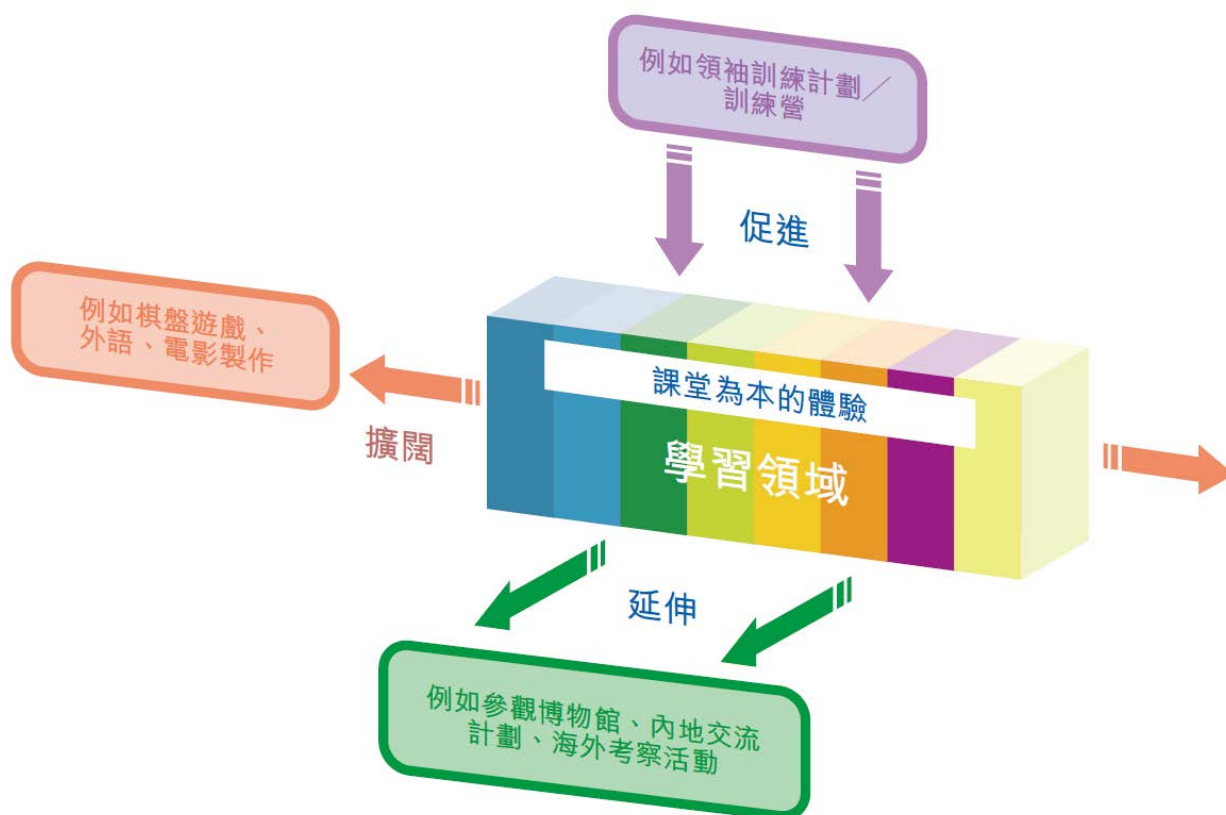 例如領袖訓練計劃／
訓練營
促進
例如棋盤遊戲、
外語、電影製作
擴闊
課堂為本的體驗
學習領域
延伸
例如參觀博物館、內地交流
計劃、海外考察活動